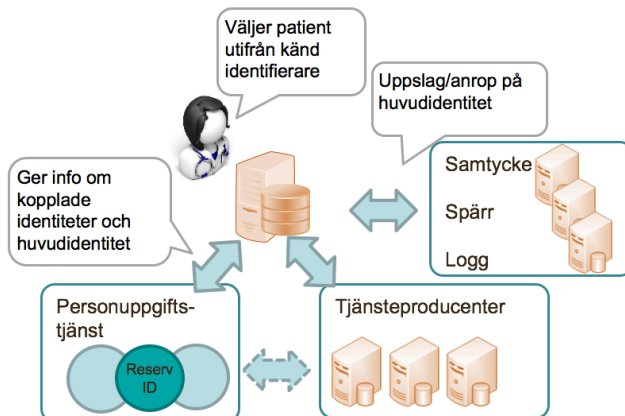 Väljer patient
utifrån känd
identifierare
Uppslag/anrop på
huvudidentitet
Ger info om
kopplade
identiteter och
huvudidentitet
Samtycke
Spärr
Logg
Personuppgifts-
tjänst
Reserv
ID
Tjänsteproducenter